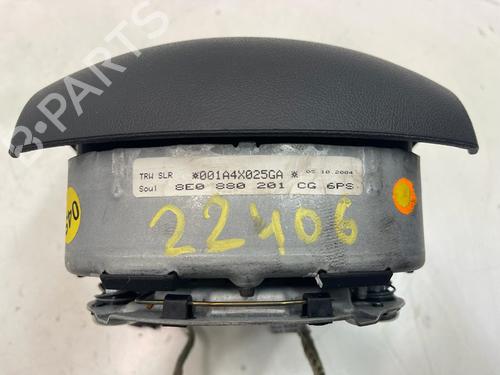 B-PARTS
TRW SLR *001A4X025GA * 05.10.2004
Soul 8E0 880 201 CG 6PS
22406